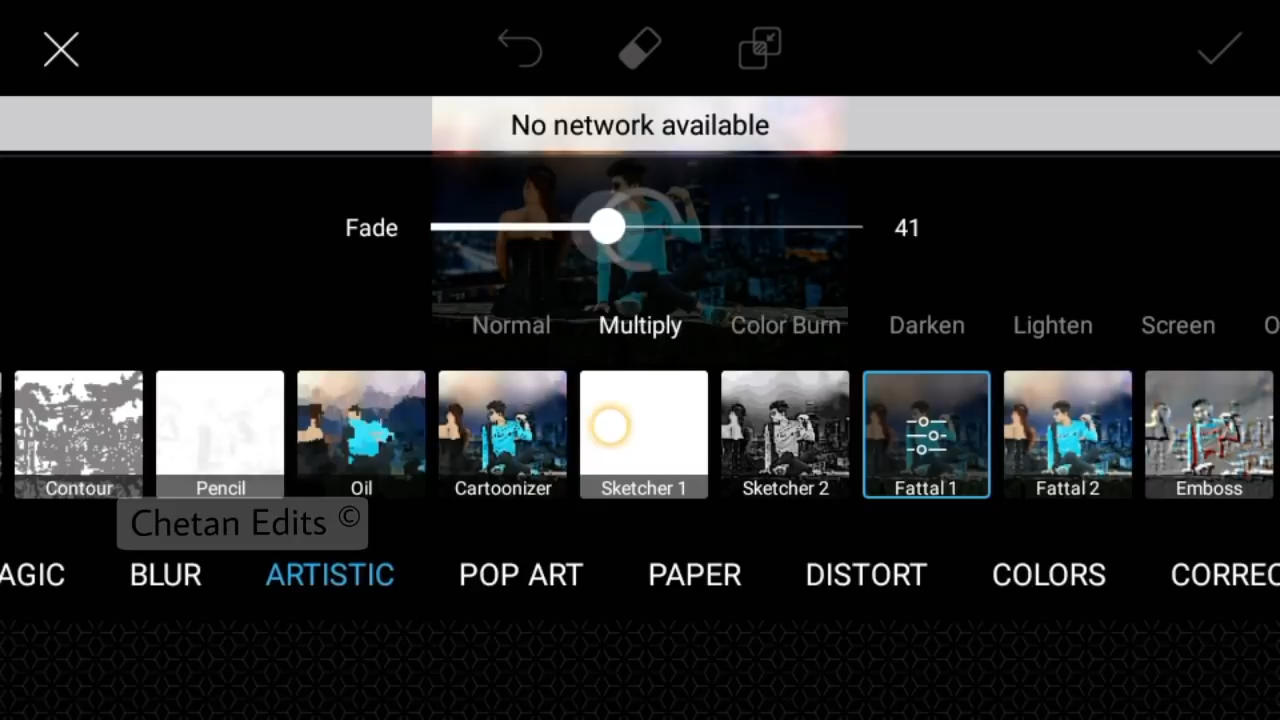 No network available
Fade 41
Normal Multiply Color Burn Darken Lighten Screen O
Contour Pencil Oil Cartoonizer Sketcher 1 Sketcher 2 Fattal 1 Fattal 2 Emboss
Chetan Edits ©
AGIC BLUR ARTISTIC POP ART PAPER DISTORT COLORS CORREC